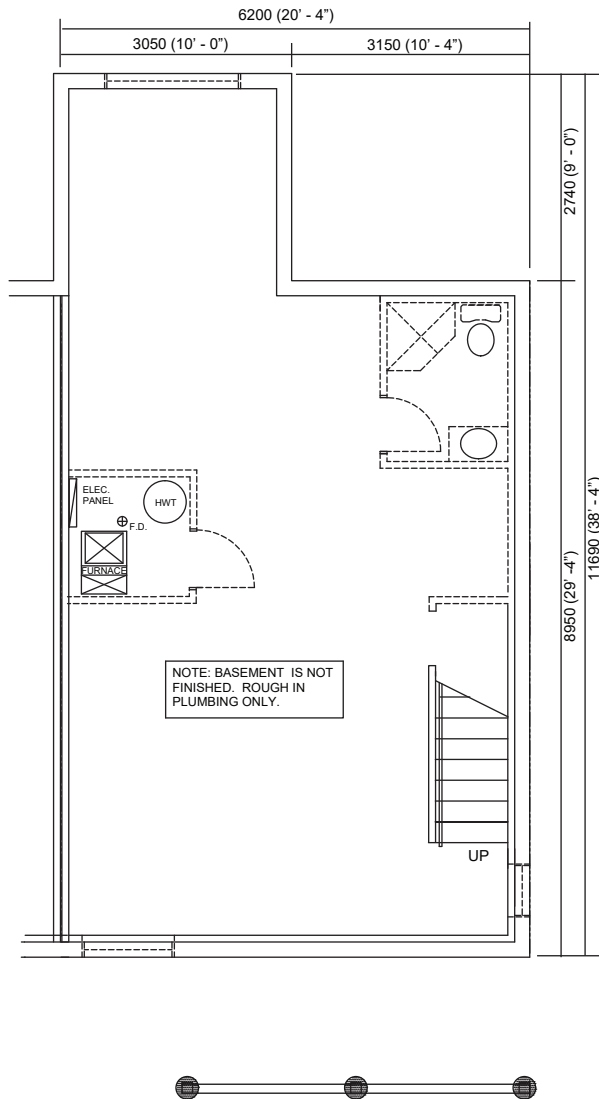 6200 (20' - 4")
3050 (10' - 0")
3150 (10' - 4")
2740 (9' - 0")
11690 (38' - 4")
8950 (29' -4")
ELEC.
PANEL
HWT
F.D.
FURNACE
NOTE: BASEMENT IS NOT
FINISHED. ROUGH IN
PLUMBING ONLY.
UP